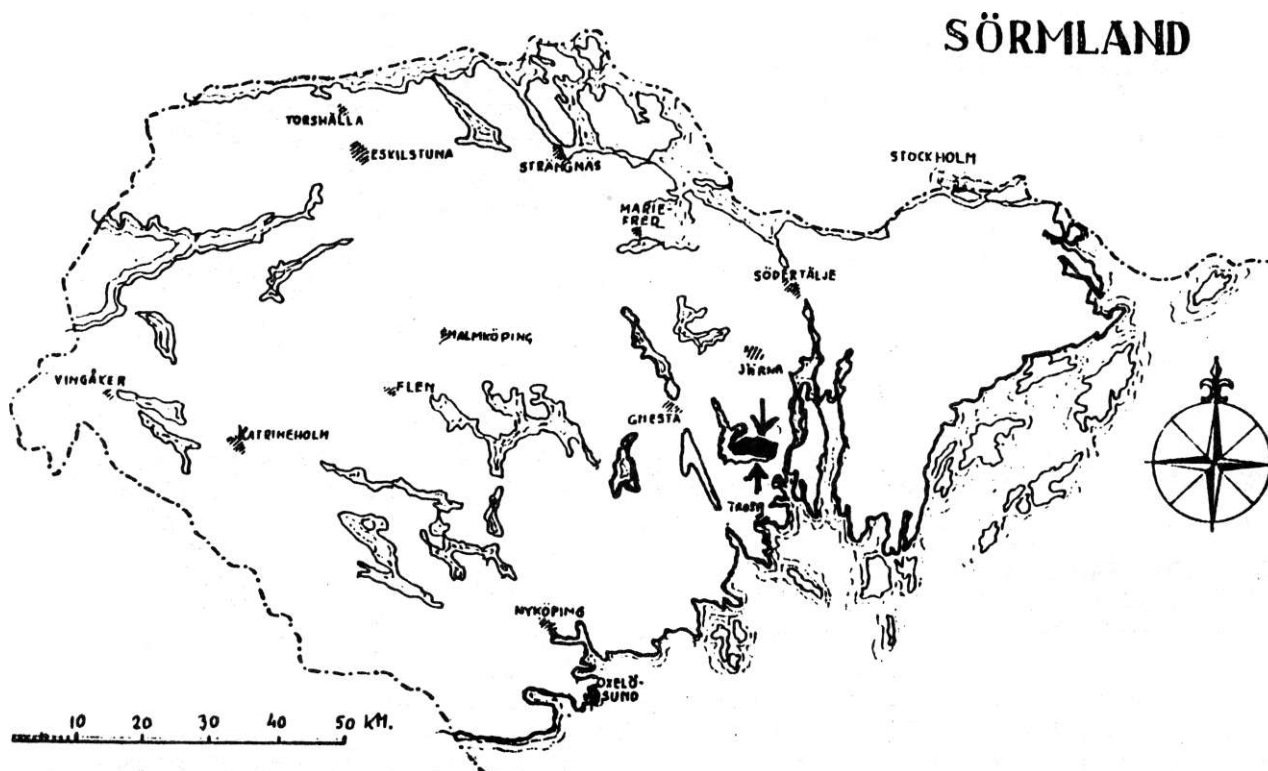 SÖRMLAND
TORSHÄLLA
ESKILSTUNA
STRÄNGNÄS
STOCKHOLM
MARIE-
FRED
SÖDERTÄLJE
MALMKÖPING
JÄRNA
VINGÅKER
FLEN
GNESTA
KATRINEHOLM
TROSA
NYKÖPING
OXELÖ-
SUND
10 20 30 40 50 KM.